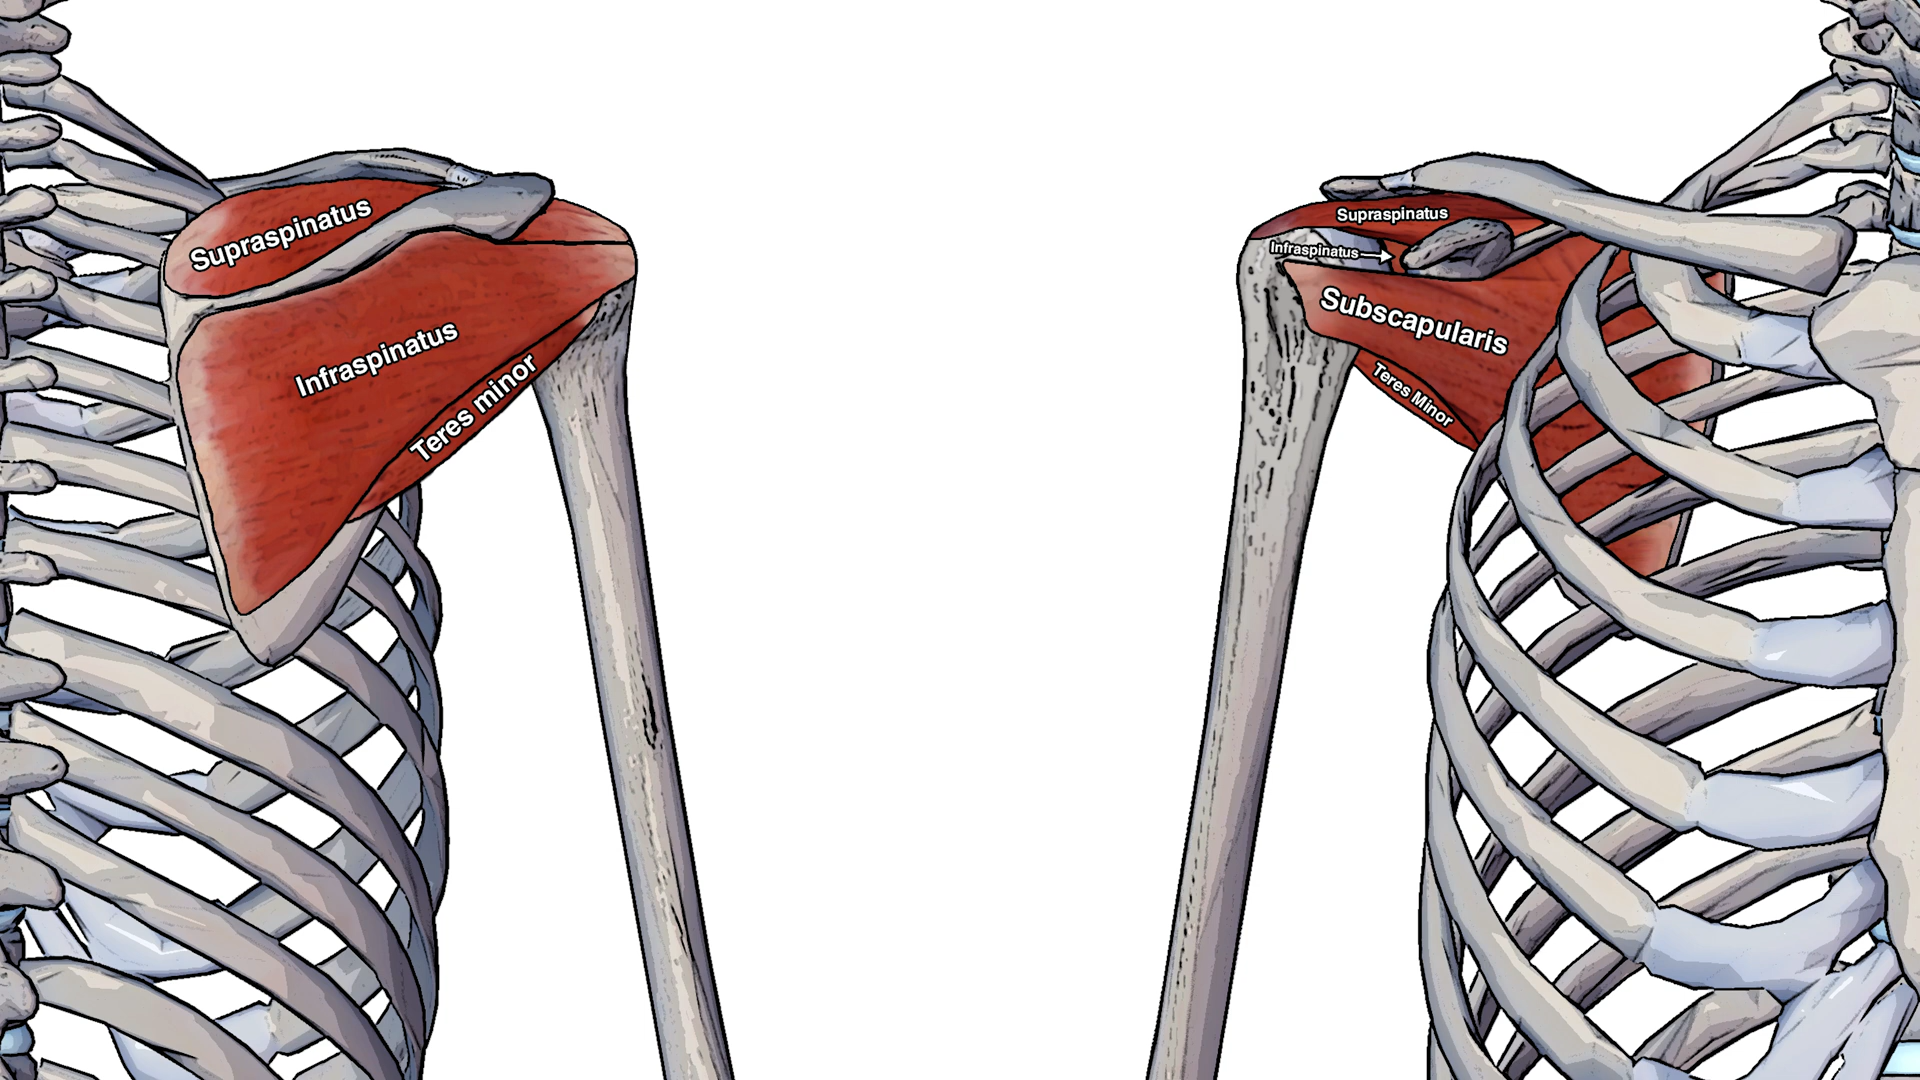 Supraspinatus
Infraspinatus
Teres minor
Supraspinatus
Infraspinatus
Subscapularis
Teres Minor